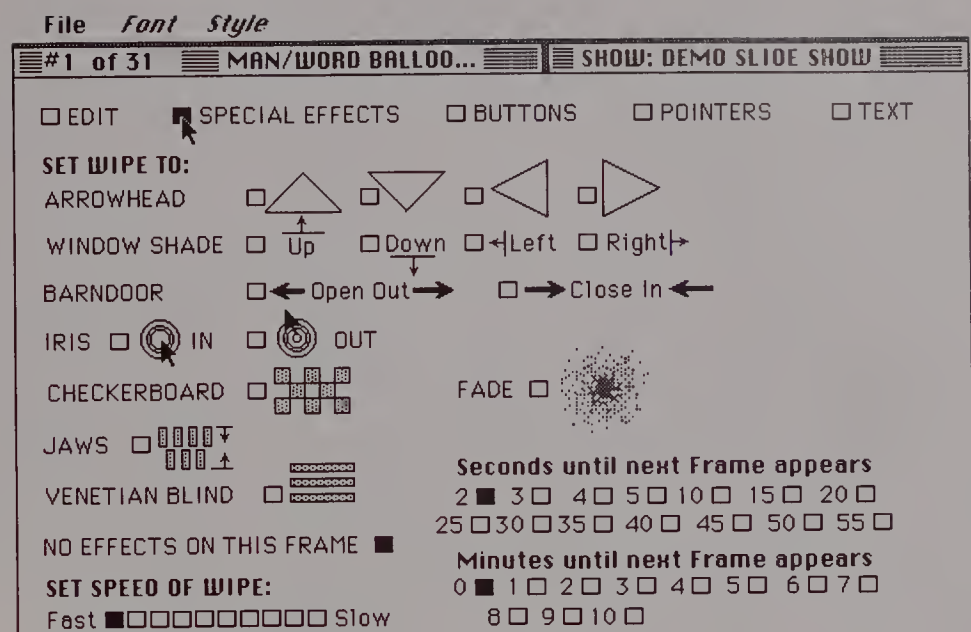 File Font Style
#1 of 31 MAN/WORD BALLOO... SHOW: DEMO SLIDE SHOW
EDIT SPECIAL EFFECTS BUTTONS POINTERS TEXT
SET WIPE TO:
ARROWHEAD
WINDOW SHADE Up Down Left Right
BARNDOOR Open Out Close In
IRIS IN OUT
CHECKERBOARD
FADE
JAWS
VENETIAN BLIND
NO EFFECTS ON THIS FRAME
SET SPEED OF WIPE:
Fast Slow
Seconds until next Frame appears
2 3 4 5 10 15 20
25 30 35 40 45 50 55
Minutes until next Frame appears
0 1 2 3 4 5 6 7
8 9 10